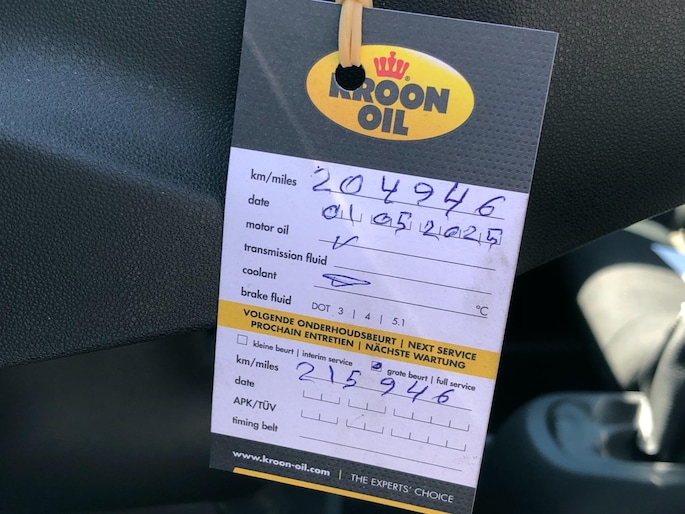 KROON
OIL
®
km/miles 204946
date 01 05 2025
motor oil ✓
transmission fluid
coolant °C
brake fluid DOT 3 | 4 | 5.1
VOLGENDE ONDERHOUDSBEURT | NEXT SERVICE
PROCHAIN ENTRETIEN | NÄCHSTE WARTUNG
kleine beurt | interim service grote beurt | full service
km/miles 215946
date
APK/TÜV
timing belt
www.kroon-oil.com | THE EXPERTS' CHOICE